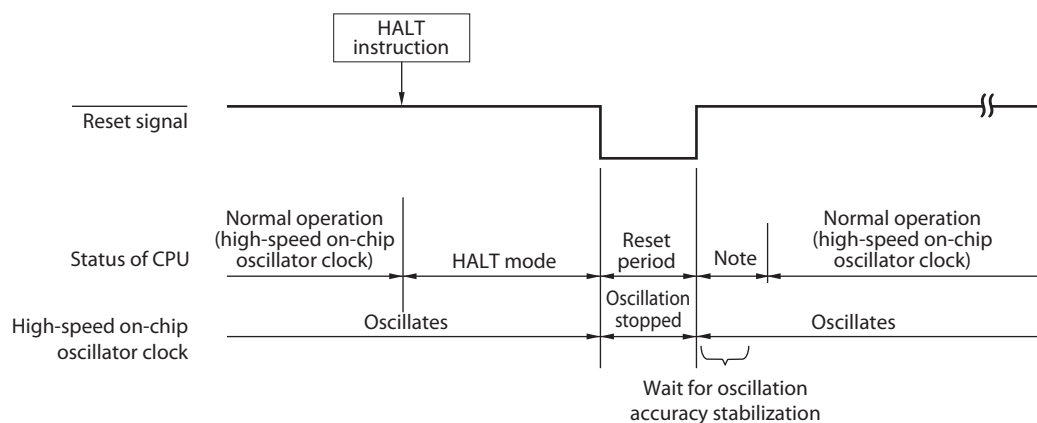 HALT
instruction
Reset signal
Normal operation
(high-speed on-chip
oscillator clock)
Reset
period
Normal operation
(high-speed on-chip
oscillator clock)
Status of CPU
HALT mode
Note
Oscillation
stopped
High-speed on-chip
oscillator clock
Oscillates
Oscillates
Wait for oscillation
accuracy stabilization